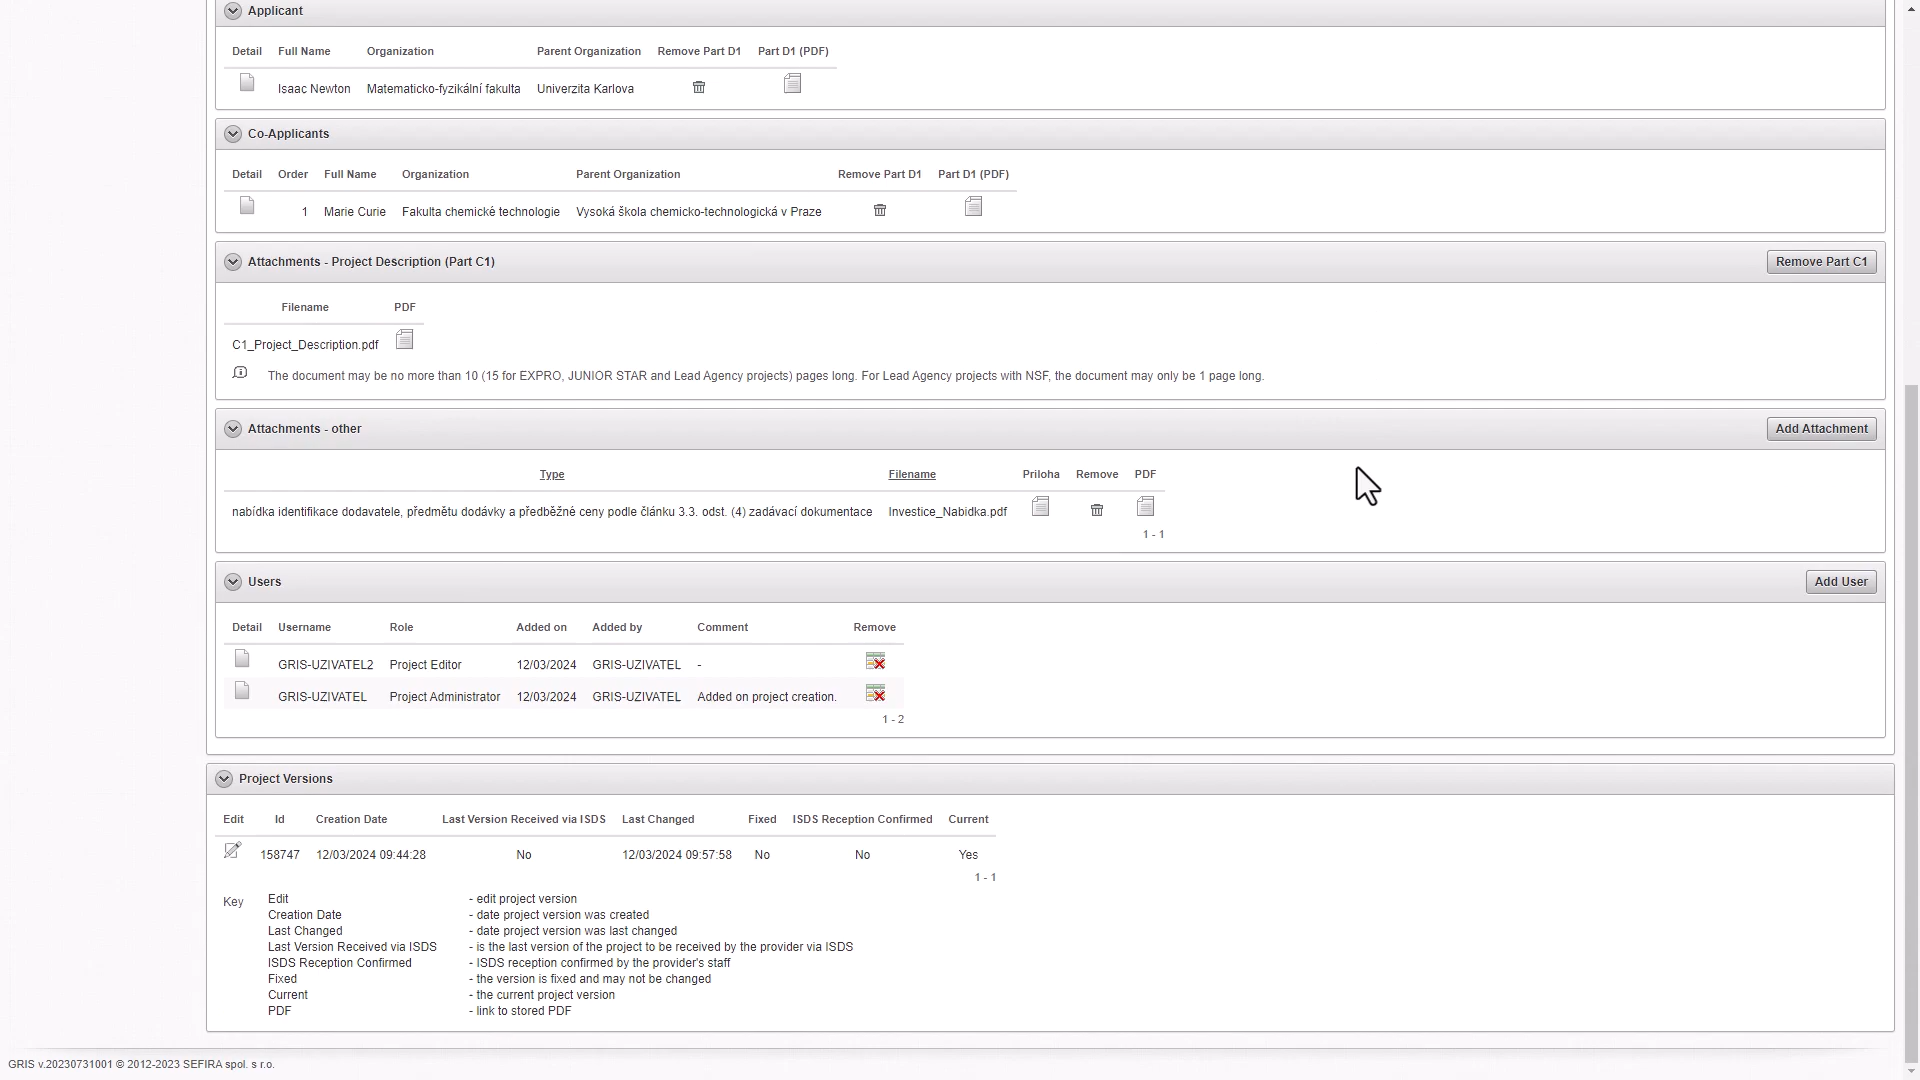 Applicant
Detail Full Name Organization Parent Organization Remove Part D1 Part D1 (PDF)
Isaac Newton Matematicko-fyzikální fakulta Univerzita Karlova
Co-Applicants
Detail Order Full Name Organization Parent Organization Remove Part D1 Part D1 (PDF)
1 Marie Curie Fakulta chemické technologie Vysoká škola chemicko-technologická v Praze
Attachments - Project Description (Part C1) Remove Part C1
Filename PDF
C1_Project_Description.pdf
The document may be no more than 10 (15 for EXPRO, JUNIOR STAR and Lead Agency projects) pages long. For Lead Agency projects with NSF, the document may only be 1 page long.
Attachments - other Add Attachment
Type Filename Priloha Remove PDF
nabídka identifikace dodavatele, předmětu dodávky a předběžné ceny podle článku 3.3. odst. (4) zadávací dokumentace Investice_Nabidka.pdf
1 - 1
Users Add User
Detail Username Role Added on Added by Comment Remove
GRIS-UZIVATEL2 Project Editor 12/03/2024 GRIS-UZIVATEL -
GRIS-UZIVATEL Project Administrator 12/03/2024 GRIS-UZIVATEL Added on project creation.
1 - 2
Project Versions
Edit Id Creation Date Last Version Received via ISDS Last Changed Fixed ISDS Reception Confirmed Current
158747 12/03/2024 09:44:28 No 12/03/2024 09:57:58 No No Yes
1 - 1
Key Edit - edit project version
Creation Date - date project version was created
Last Changed - date project version was last changed
Last Version Received via ISDS - is the last version of the project to be received by the provider via ISDS
ISDS Reception Confirmed - ISDS reception confirmed by the provider's staff
Fixed - the version is fixed and may not be changed
Current - the current project version
PDF - link to stored PDF
GRIS v.20230731001 © 2012-2023 SEFIRA spol. s r.o.